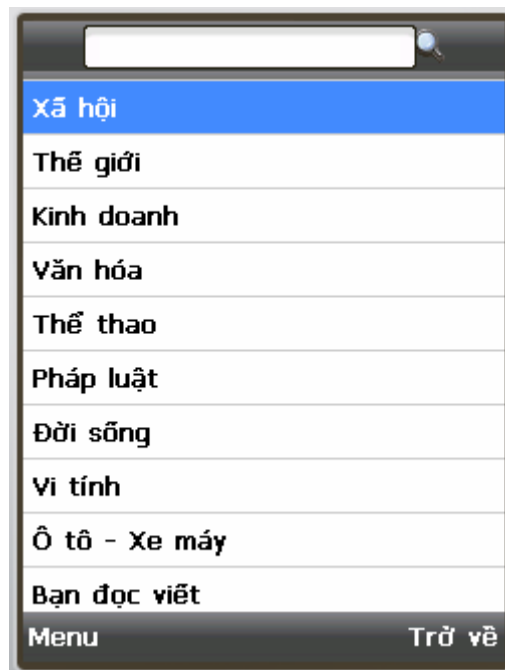 Xã hội
Thế giới
Kinh doanh
Văn hóa
Thể thao
Pháp luật
Đời sống
Vi tính
Ô tô - Xe máy
Bạn đọc viết
Menu Trở về